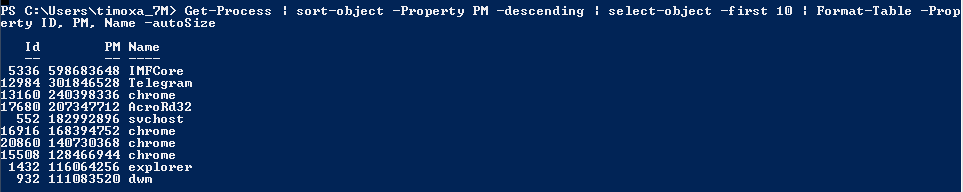 PS C:\Users\timoxa_7M> Get-Process | sort-object -Property PM -descending | select-object -first 10 | Format-Table -Prop
erty ID, PM, Name -autoSize
Id PM Name
-- -- ----
5336 598683648 IMFCore
12984 301846528 Telegram
13160 240398336 chrome
17680 207347712 AcroRd32
552 182992896 svchost
16916 168394752 chrome
20860 140730368 chrome
15508 128466944 chrome
1432 116064256 explorer
932 111083520 dwm